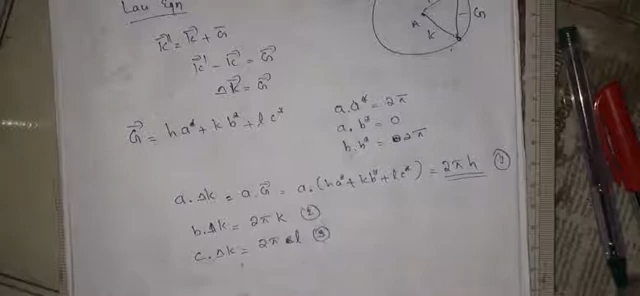 Lau Eqn
k⃗' = k⃗ + G⃗
k⃗' - k⃗ = G⃗
Δk⃗ = G⃗
G⃗ = ha* + kb* + lc*
a.a* = 2π
a.b* = 0
b.b* = 2π
a.Δk = a.G⃗ = a.(ha* + kb* + lc*) = 2πh ①
b.Δk = 2πk ②
c.Δk = 2πl ③
A
k
G